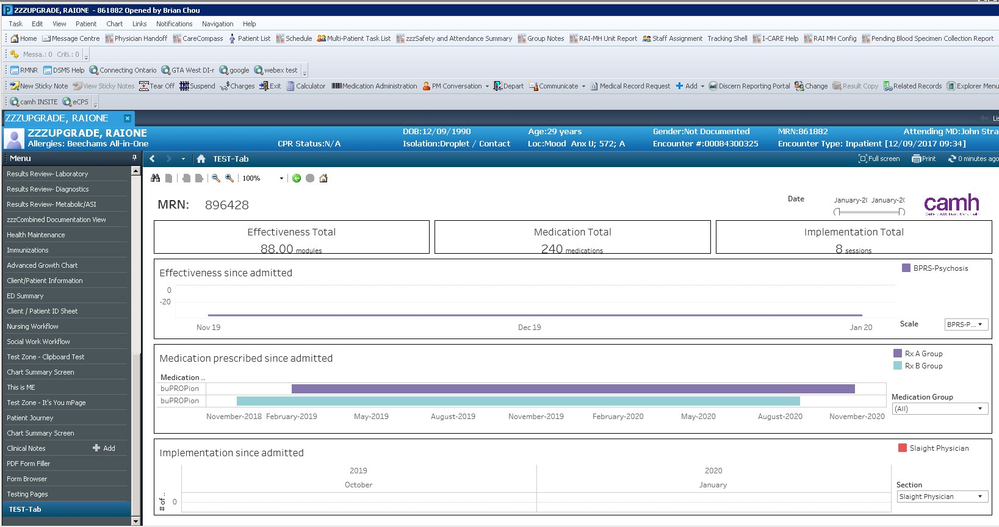 ZZZUPGRADE, RAIONE - 861882 Opened by Brian Chou
Task Edit View Patient Chart Links Notifications Navigation Help
Home Message Centre Physician Handoff CareCompass Patient List Schedule Multi-Patient Task List zzzSafety and Attendance Summary Group Notes RAI-MH Unit Report Staff Assignment Tracking Shell I-CARE Help RAI MH Config Pending Blood Specimen Collection Report
Messa.: 0 Criti.: 0
RMNR DSM5 Help Connecting Ontario GTA West DI-r google webex test
New Sticky Note View Sticky Notes Tear Off Suspend Charges Exit Calculator Medication Administration PM Conversation Depart Communicate Medical Record Request Add Discern Reporting Portal Change Result Copy Related Records Explorer Menu
camh INSITE eCPS
ZZZUPGRADE, RAIONE
ZZZUPGRADE, RAIONE DOB:12/09/1990 Age:29 years Gender:Not Documented MRN:861882 Attending MD:John Stra
Allergies: Beechams All-in-One CPR Status:N/A Isolation:Droplet / Contact Loc:Mood Anx U; 572; A Encounter #:00084300325 Encounter Type: Inpatient [12/09/2017 09:34]
Menu
TEST-Tab Full screen Print 0 minutes ago
Results Review- Laboratory
Results Review- Diagnostics
Results Review- Metabolic/ASI
zzzCombined Documentation View
Health Maintenance
Immunizations
Advanced Growth Chart
Client/Patient Information
ED Summary
Client / Patient ID Sheet
Nursing Workflow
Social Work Workflow
Test Zone - Clipboard Test
Chart Summary Screen
This is ME
Test Zone - It's You mPage
Patient Journey
Chart Summary Screen
Clinical Notes Add
PDF Form Filler
Form Browser
Testing Pages
TEST-Tab
100%
MRN: 896428
Date January-20 January-20
camh
Effectiveness Total
88.00 modules
Medication Total
240 medications
Implementation Total
8 sessions
Effectiveness since admitted
BPRS-Psychosis
0
-20
Nov 19 Dec 19 Jan 20
Scale BPRS-P...
Medication prescribed since admitted
Rx A Group
Rx B Group
Medication ..
buPROPion
buPROPion
November-2018 February-2019 May-2019 August-2019 November-2019 February-2020 May-2020 August-2020 November-2020
Medication Group
(All)
Implementation since admitted
Slaight Physician
2019 2020
October January
# of ..
0
Section
Slaight Physician